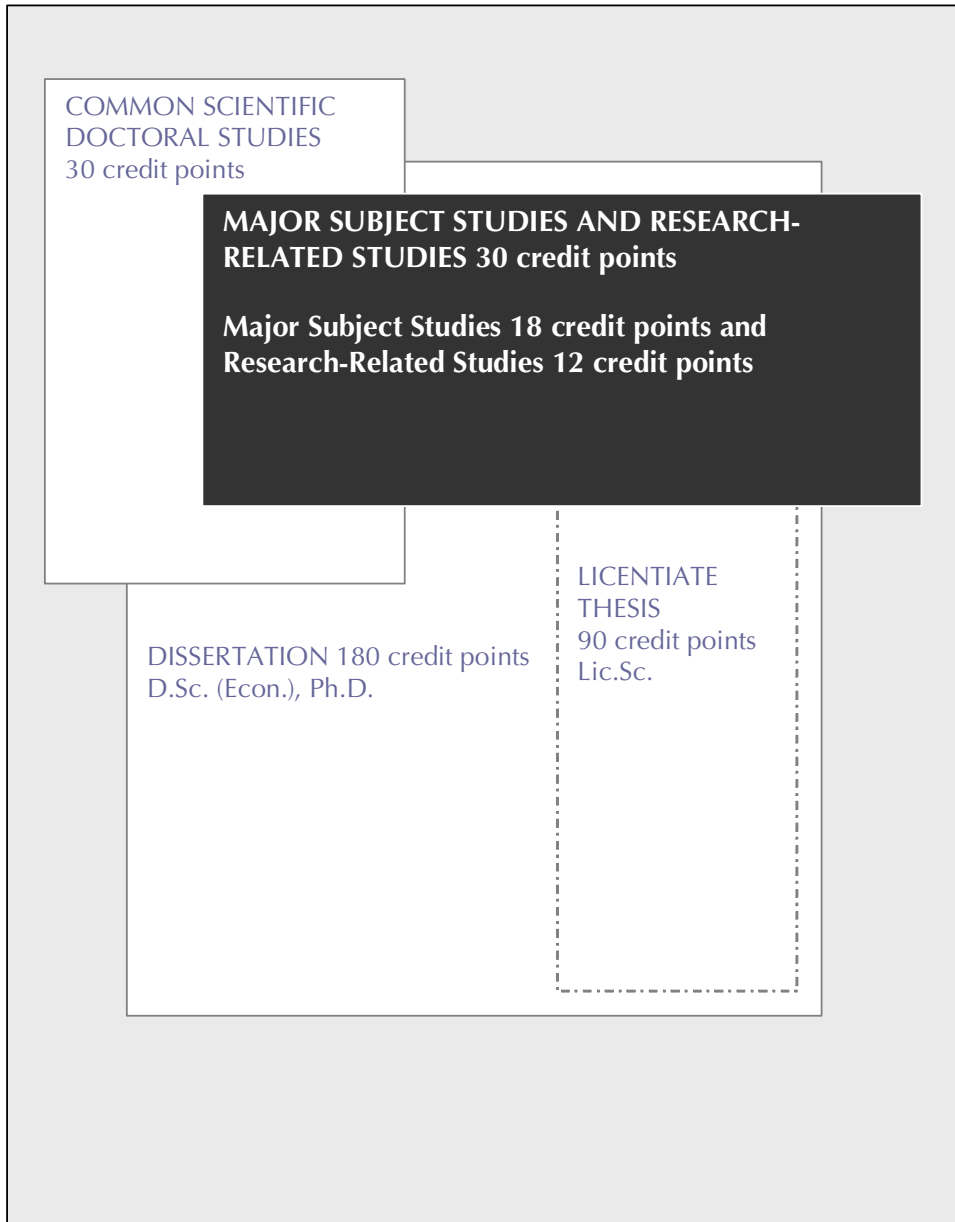 COMMON SCIENTIFIC
DOCTORAL STUDIES
30 credit points
MAJOR SUBJECT STUDIES AND RESEARCH-
RELATED STUDIES 30 credit points
Major Subject Studies 18 credit points and
Research-Related Studies 12 credit points
LICENTIATE
THESIS
90 credit points
Lic.Sc.
DISSERTATION 180 credit points
D.Sc. (Econ.), Ph.D.